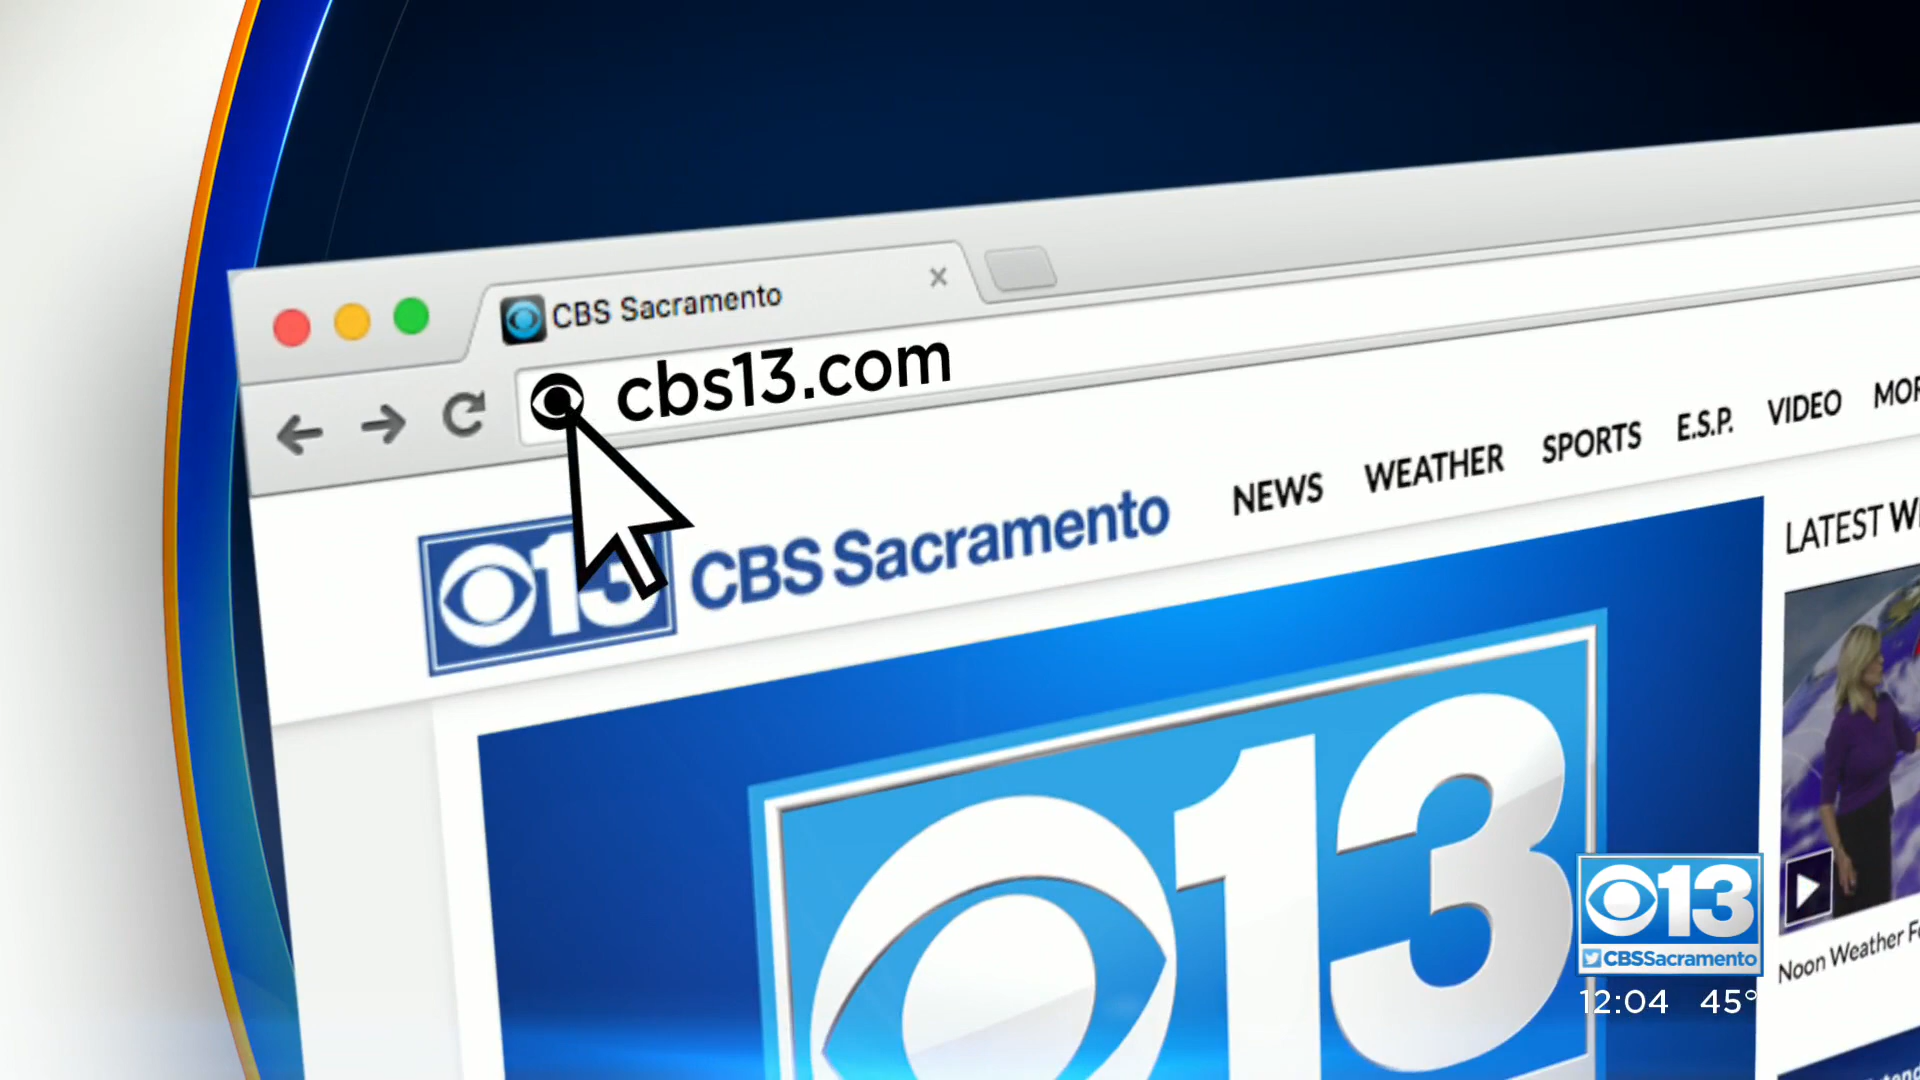 CBS Sacramento
cbs13.com
13 CBS Sacramento
NEWS WEATHER SPORTS E.S.P. VIDEO
LATEST
13
Noon Weather
13
CBSSacramento
12:04 45°